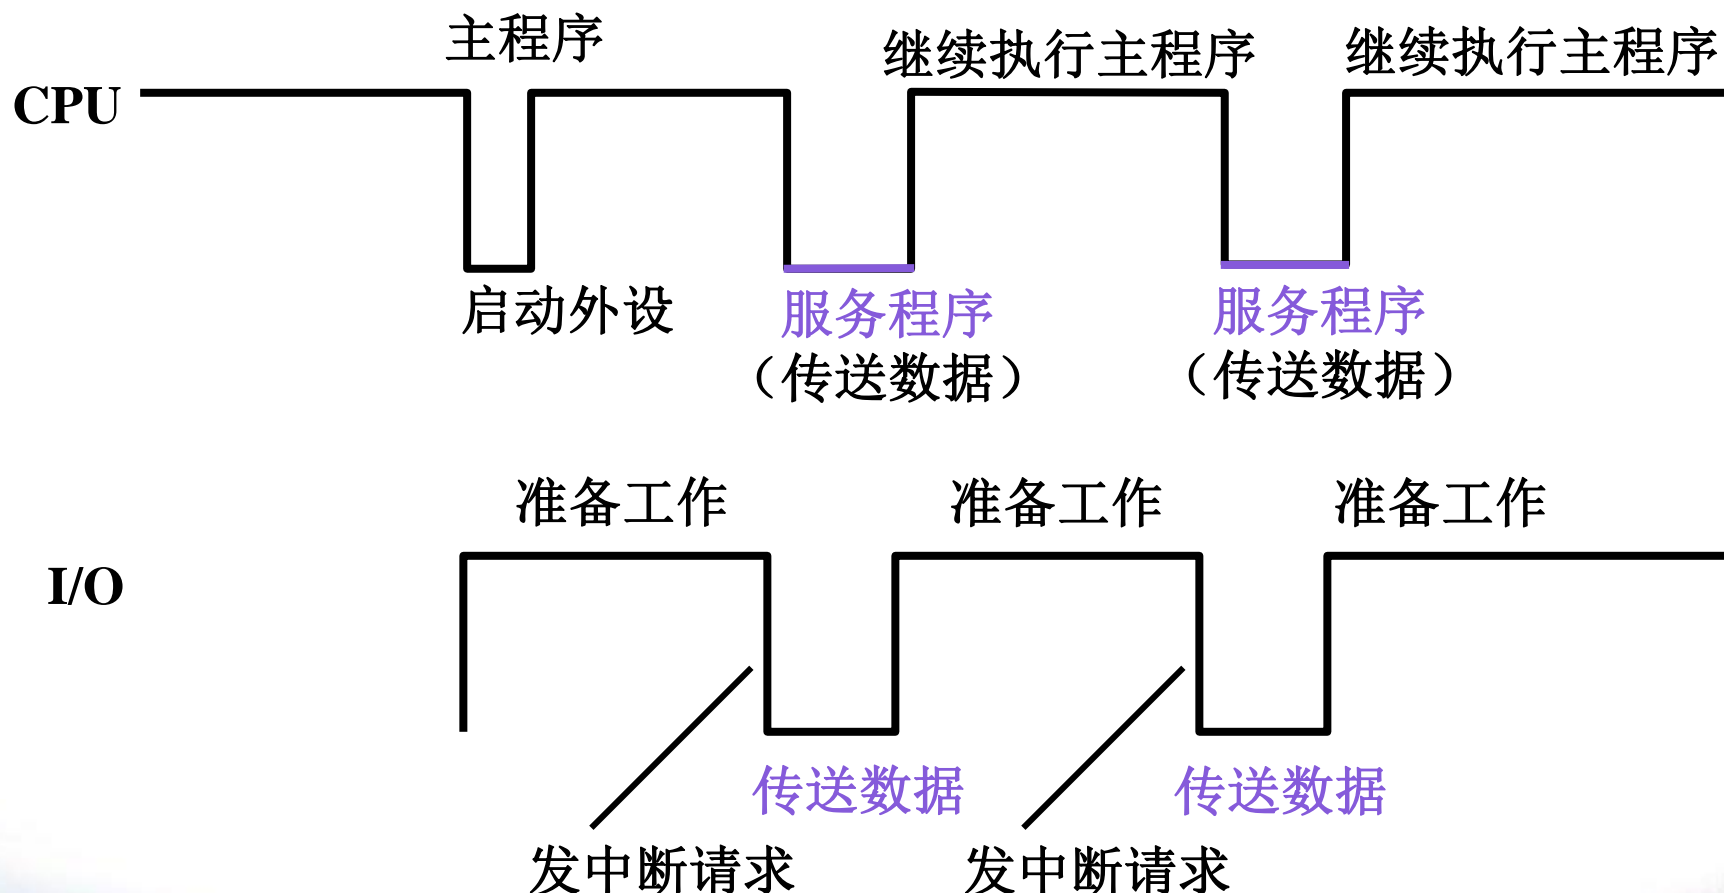 主程序
继续执行主程序
继续执行主程序
CPU
启动外设
服务程序
（传送数据）
服务程序
（传送数据）
准备工作
准备工作
准备工作
I/O
传送数据
传送数据
发中断请求
发中断请求